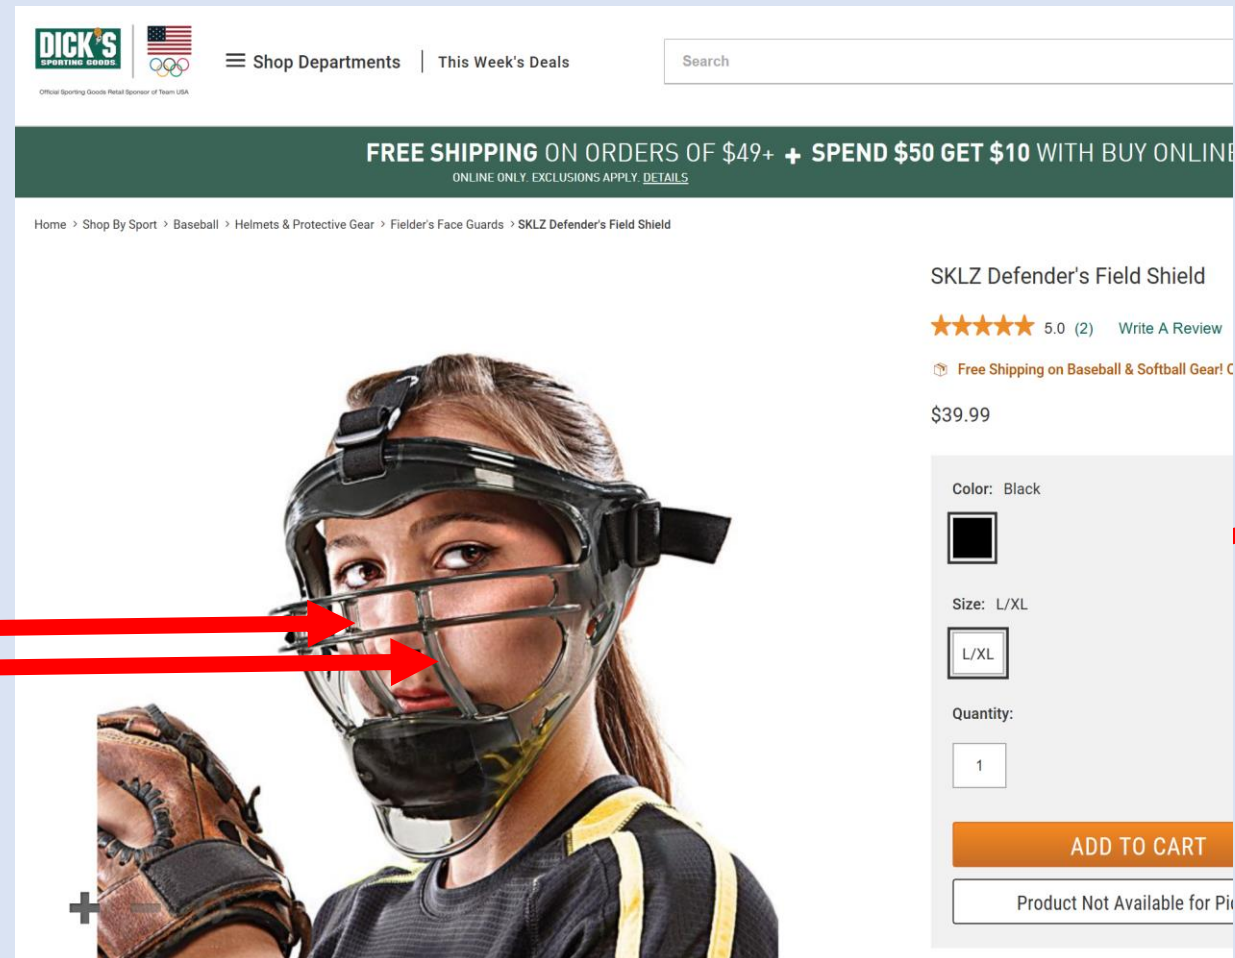 DICK'S
SPORTING GOODS
Official Sporting Goods Retail Sponsor of Team USA
Shop Departments
This Week's Deals
Search
FREE SHIPPING ON ORDERS OF $49+ + SPEND $50 GET $10 WITH BUY ONLINE
ONLINE ONLY. EXCLUSIONS APPLY. DETAILS
Home > Shop By Sport > Baseball > Helmets & Protective Gear > Fielder's Face Guards > SKLZ Defender's Field Shield
SKLZ Defender's Field Shield
5.0 (2) Write A Review
Free Shipping on Baseball & Softball Gear!
$39.99
Color: Black
Size: L/XL
L/XL
Quantity:
1
ADD TO CART
Product Not Available for